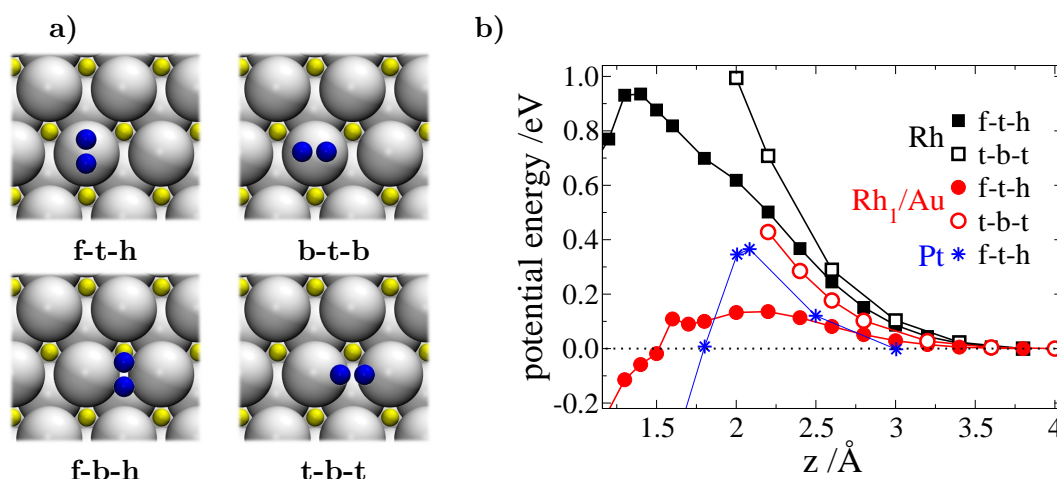 a)
f-t-h
b-t-b
f-b-h
t-b-t
b)
potential energy /eV
1.0
0.8
0.6
0.4
0.2
0.0
-0.2
Rh
f-t-h
t-b-t
Rh₁/Au
f-t-h
t-b-t
Pt
f-t-h
1.5
2
2.5
3
3.5
4
z /Å